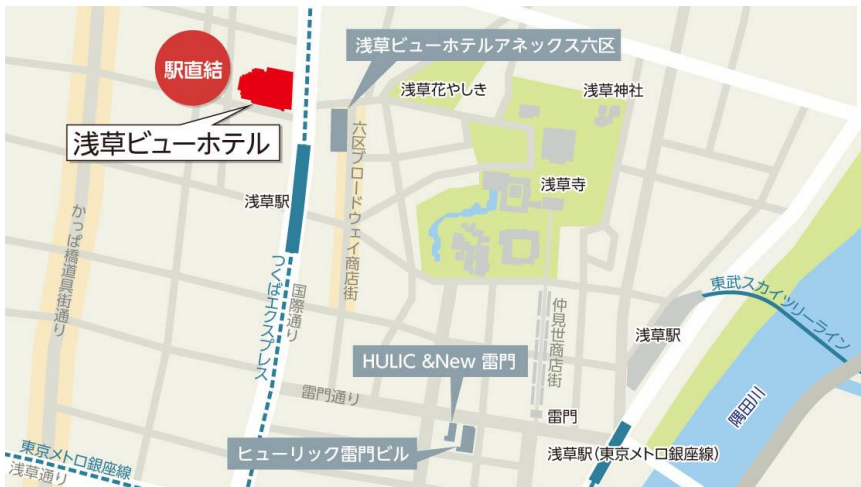 浅草ビューホテルアネックス六区
駅直結
浅草花やしき
浅草神社
浅草ビューホテル
浅草寺
浅草駅
六区ブロードウェイ商店街
かっぱ橋道具街通り
つくばエクスプレス
国際通り
仲見世商店街
東武スカイツリーライン
浅草駅
HULIC &New 雷門
雷門通り
雷門
隅田川
ヒューリック雷門ビル
浅草駅(東京メトロ銀座線)
東京メトロ銀座線
浅草通り